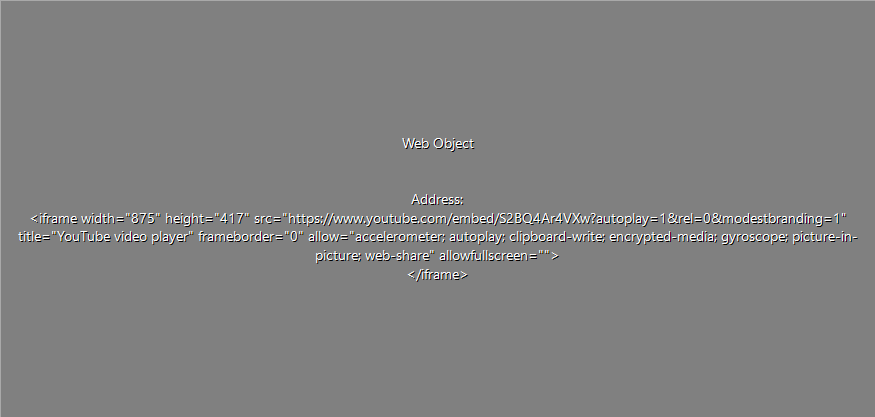 Web Object
Address:
<iframe width="875" height="417" src="https://www.youtube.com/embed/S2BQ4Ar4VXw?autoplay=1&rel=0&modestbranding=1"
title="YouTube video player" frameborder="0" allow="accelerometer; autoplay; clipboard-write; encrypted-media; gyroscope; picture-in-
picture; web-share" allowfullscreen="">
</iframe>